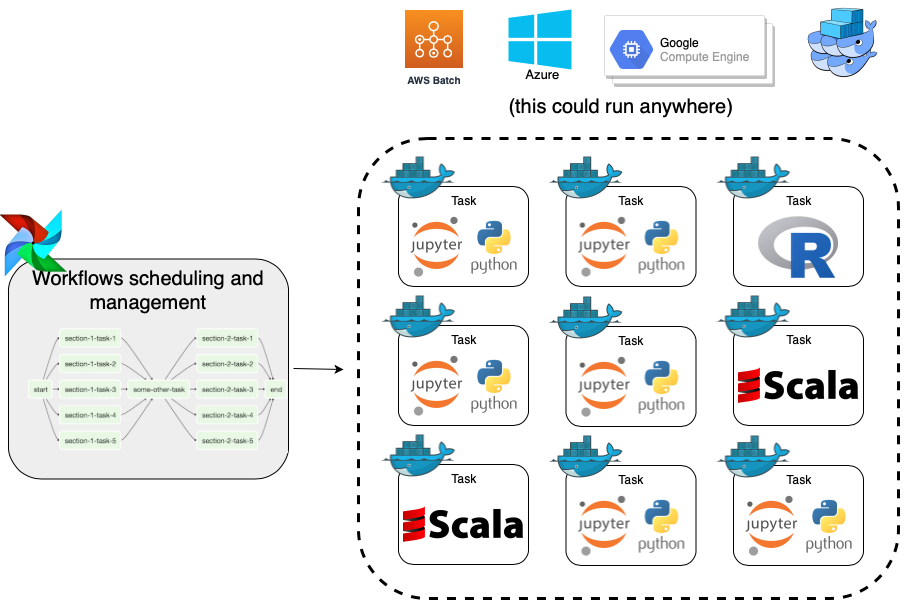 AWS Batch
Azure
Google
Compute Engine
(this could run anywhere)
Workflows scheduling and
management
section-1-task-1
section-2-task-1
section-1-task-2
section-2-task-2
start
section-1-task-3
some-other-task
section-2-task-3
end
section-1-task-4
section-2-task-4
section-1-task-5
section-2-task-5
Task
jupyter
python
Task
jupyter
python
Task
R
Task
jupyter
python
Task
jupyter
python
Task
Scala
Task
Scala
Task
jupyter
python
Task
jupyter
python